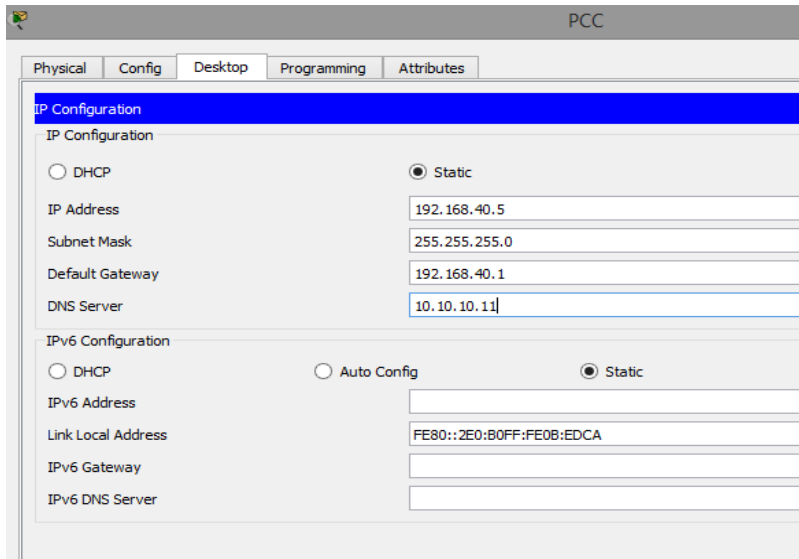 PCC
Physical Config Desktop Programming Attributes
IP Configuration
IP Configuration
DHCP Static
IP Address 192.168.40.5
Subnet Mask 255.255.255.0
Default Gateway 192.168.40.1
DNS Server 10.10.10.11
IPv6 Configuration
DHCP Auto Config Static
IPv6 Address
Link Local Address FE80::2E0:B0FF:FE0B:EDCA
IPv6 Gateway
IPv6 DNS Server